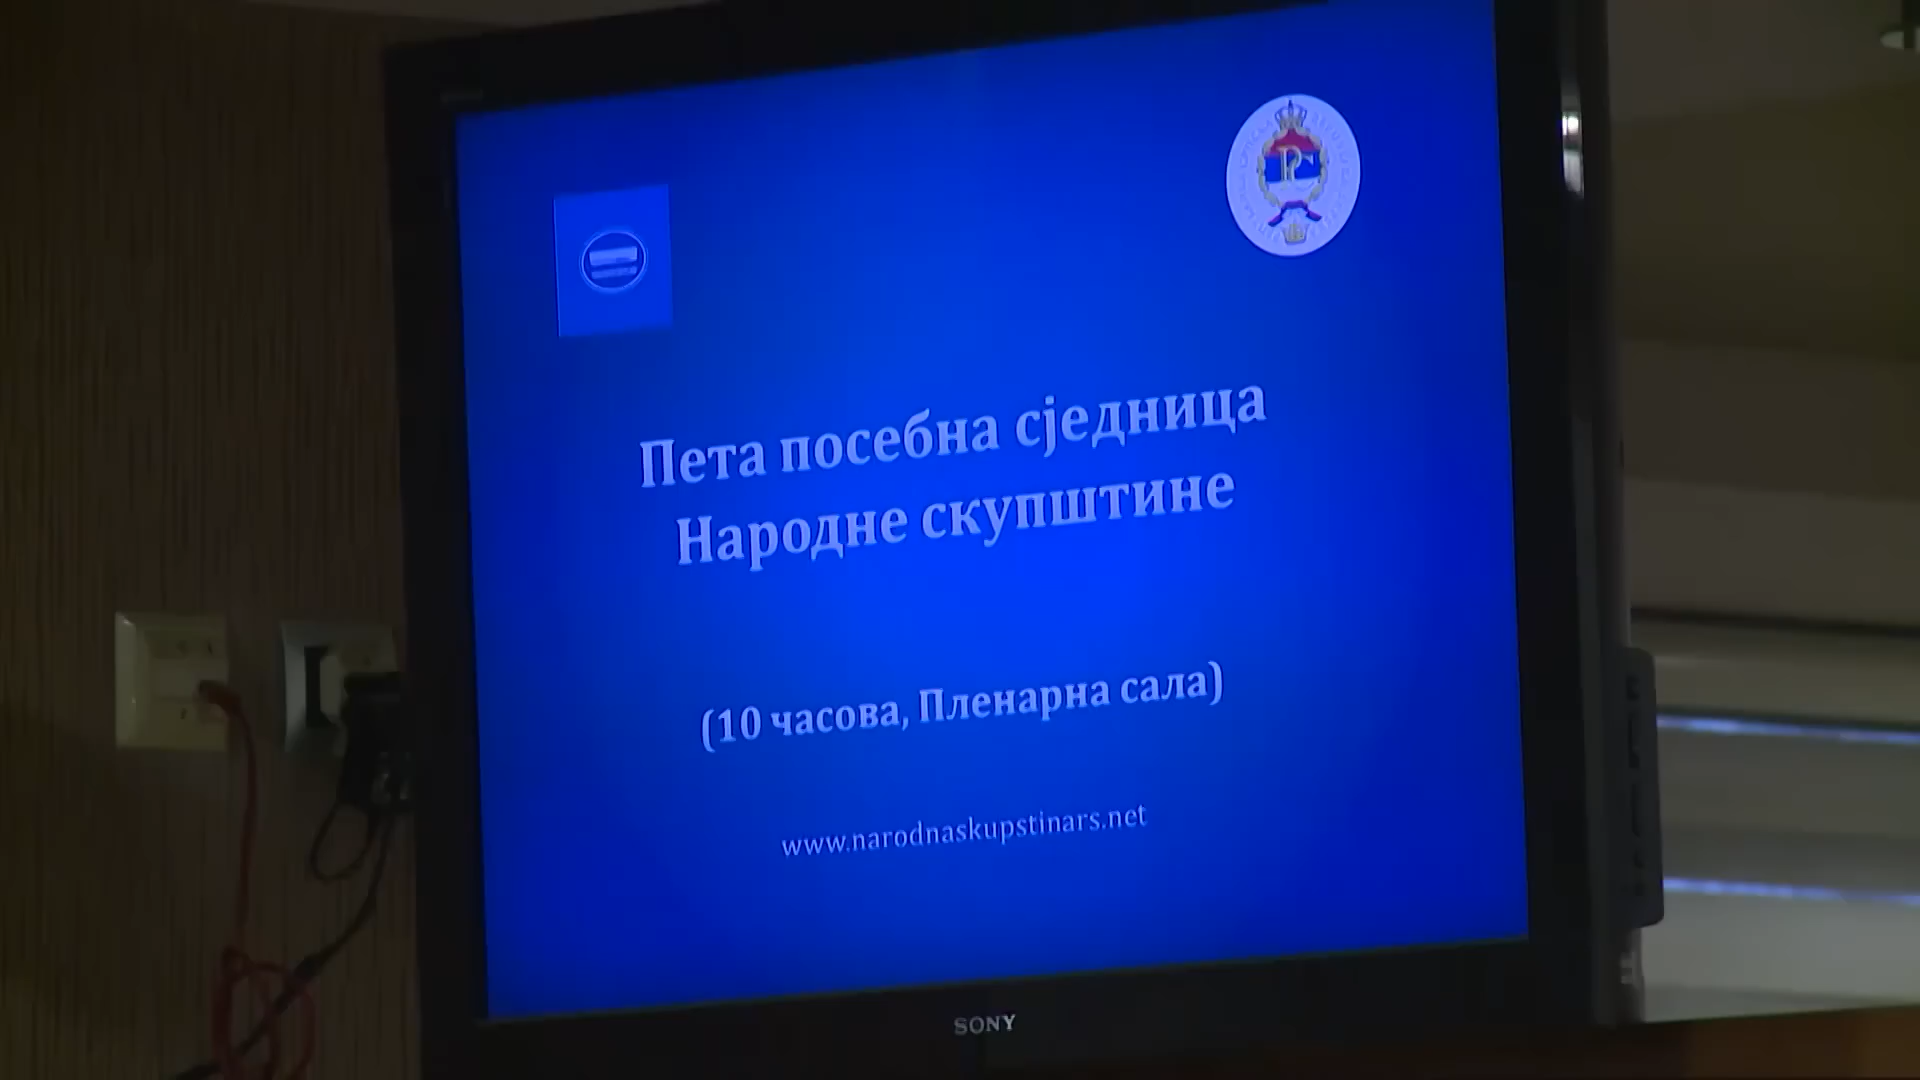 Пета посебна сједница
Народне скупштине
(10 часова, Пленарна сала)
www.narodnaskupstinars.net
SONY